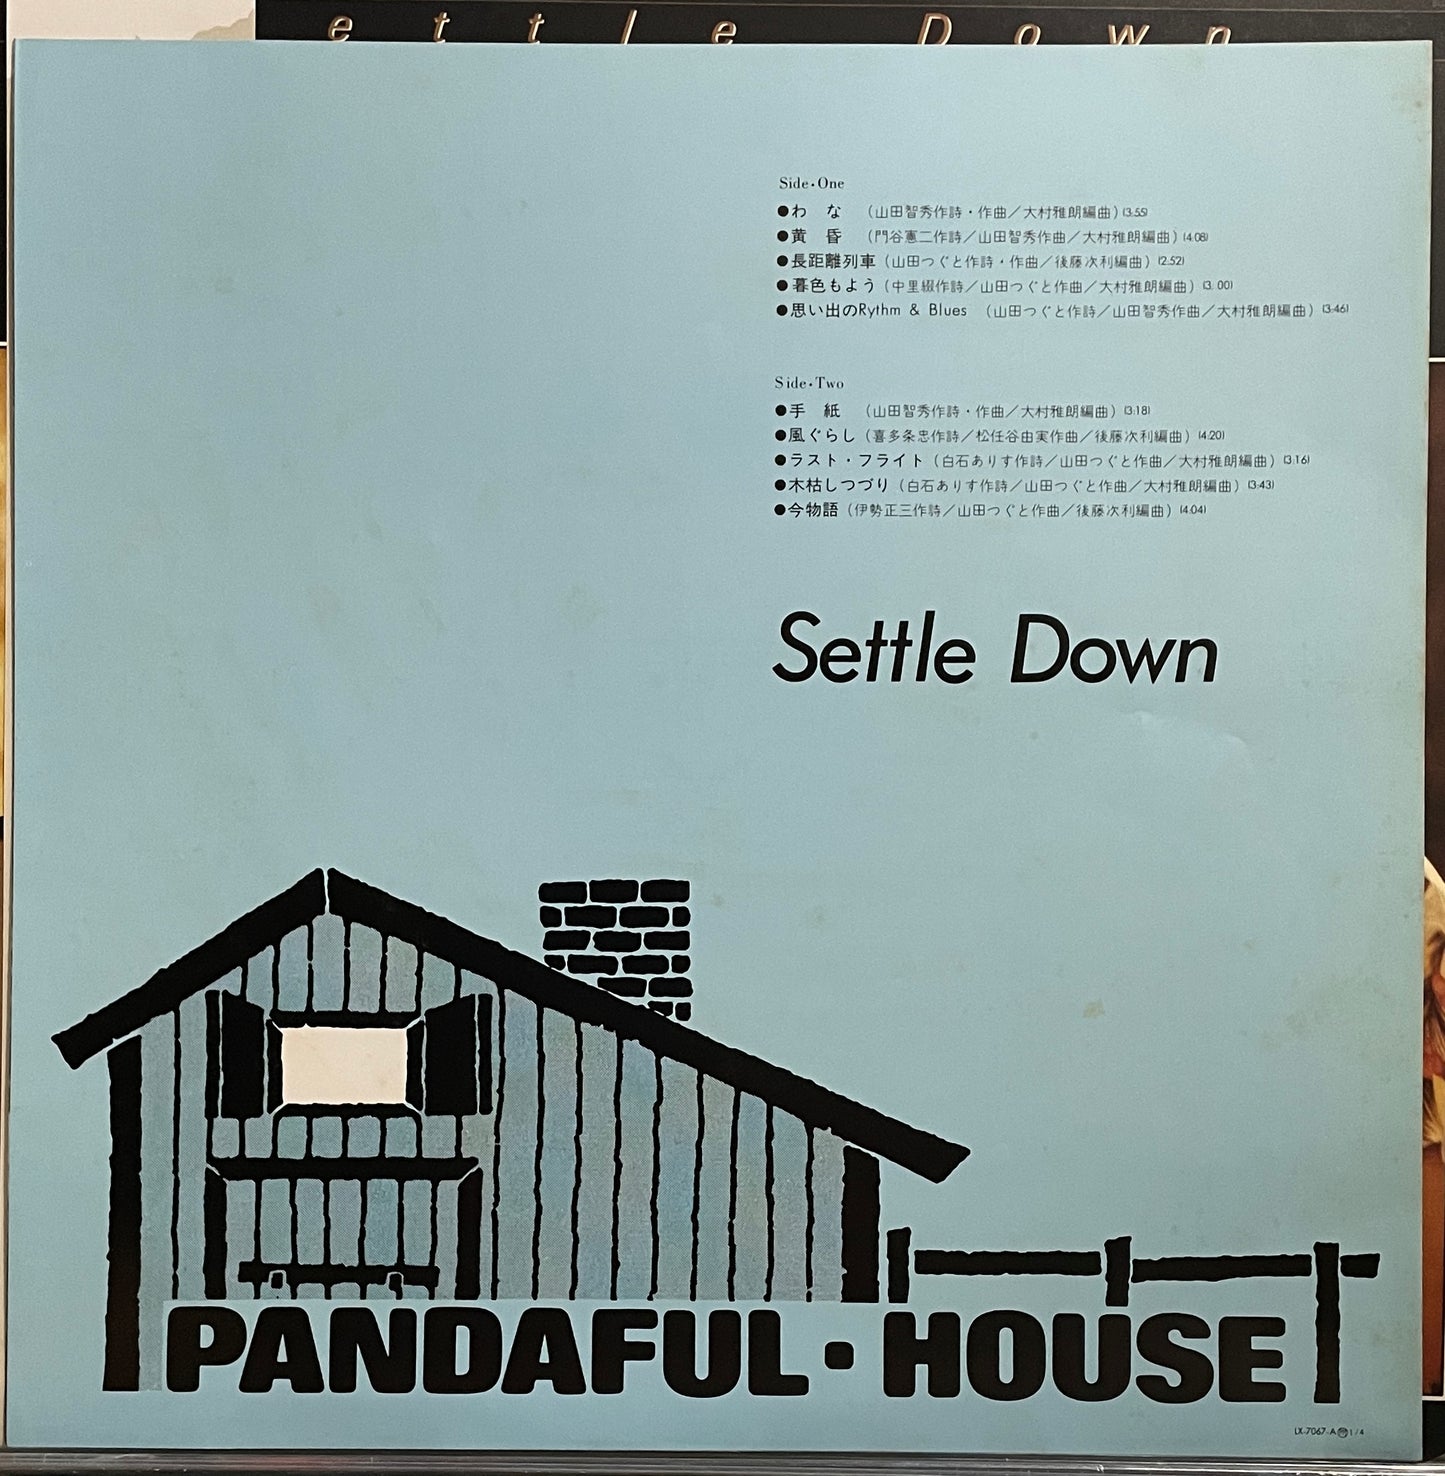 ettle Down
Side・One
●わ な （山田智秀作詩・作曲／大村雅朗編曲）(3:55)
●黄 昏 （門谷憲二作詩／山田智秀作曲／大村雅朗編曲）(4:08)
●長距離列車（山田つぐと作詩・作曲／後藤次利編曲）(2:52)
●暮色もよう（中里綴作詩／山田つぐと作曲／大村雅朗編曲）(3:00)
●思い出のRythm & Blues （山田つぐと作詩／山田智秀作曲／大村雅朗編曲）(3:46)
Side・Two
●手 紙 （山田智秀作詩・作曲／大村雅朗編曲）(3:18)
●風ぐらし（喜多条忠作詩／松任谷由実作曲／後藤次利編曲）(4:20)
●ラスト・フライト（白石ありす作詩／山田つぐと作曲／大村雅朗編曲）(3:16)
●木枯しつづり（白石ありす作詩／山田つぐと作曲／大村雅朗編曲）(3:43)
●今物語（伊勢正三作詩／山田つぐと作曲／後藤次利編曲）(4:04)
Settle Down
PANDAFUL・HOUSE
LX-7067-A 1/4